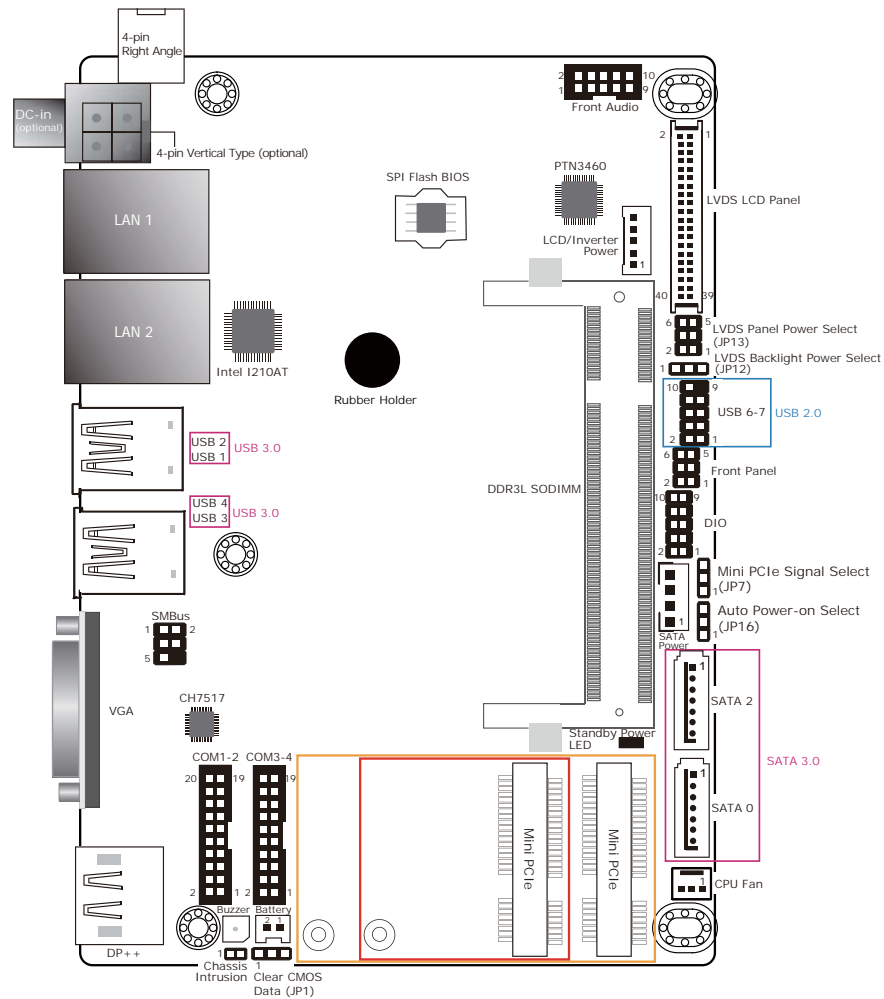 4-pin
Right Angle
DC-in
(optional)
4-pin Vertical Type (optional)
2
10
1
9
Front Audio
2
1
LVDS LCD Panel
40
39
SPI Flash BIOS
PTN3460
LCD/Inverter
Power
1
LAN 1
LAN 2
Intel I210AT
Rubber Holder
6
5
2
1
LVDS Panel Power Select
(JP13)
LVDS Backlight Power Select
(JP12)
1
10
9
2
1
USB 6-7
USB 2.0
USB 2
USB 1
USB 3.0
USB 4
USB 3
USB 3.0
6
5
2
1
Front Panel
DDR3L SODIMM
10
9
2
1
DIO
Mini PCIe Signal Select
(JP7)
1
Auto Power-on Select
(JP16)
1
1
SATA
Power
SMBus
1
2
5
VGA
CH7517
1
SATA 2
SATA 3.0
1
SATA 0
Standby Power
LED
COM1-2
COM3-4
20
19
19
2
1
2
1
Mini PCIe
Mini PCIe
1
CPU Fan
Buzzer
Battery
2
1
DP++
1
Chassis
Intrusion
1
Clear CMOS
Data (JP1)